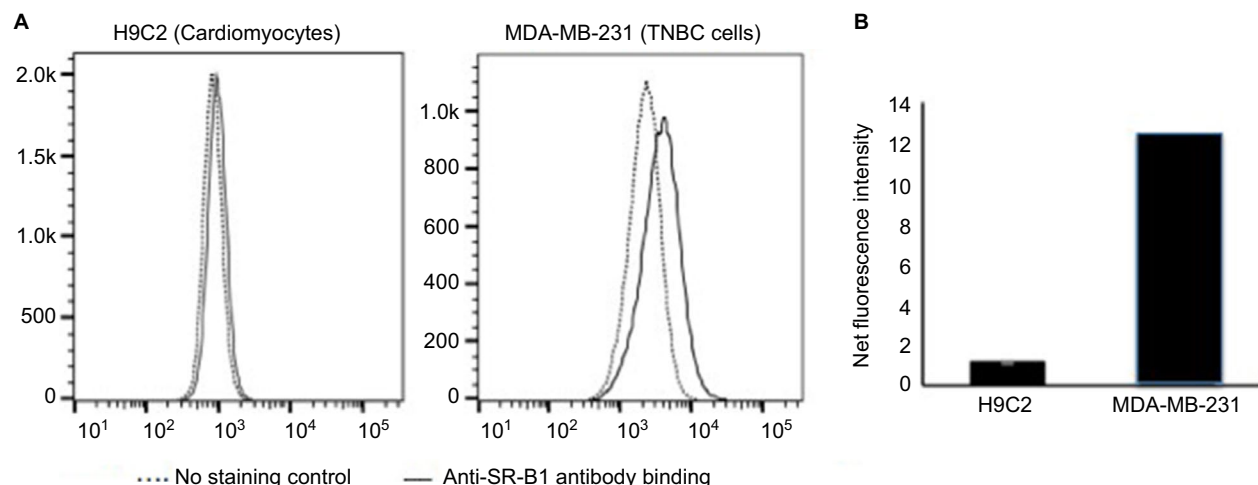 A
H9C2 (Cardiomyocytes)
2.0k
1.5k
1.0k
500
0
10¹ 10² 10³ 10⁴ 10⁵
MDA-MB-231 (TNBC cells)
1.0k
800
600
400
200
0
10¹ 10² 10³ 10⁴ 10⁵
No staining control
Anti-SR-B1 antibody binding
B
Net fluorescence intensity
14
12
10
8
6
4
2
0
H9C2 MDA-MB-231